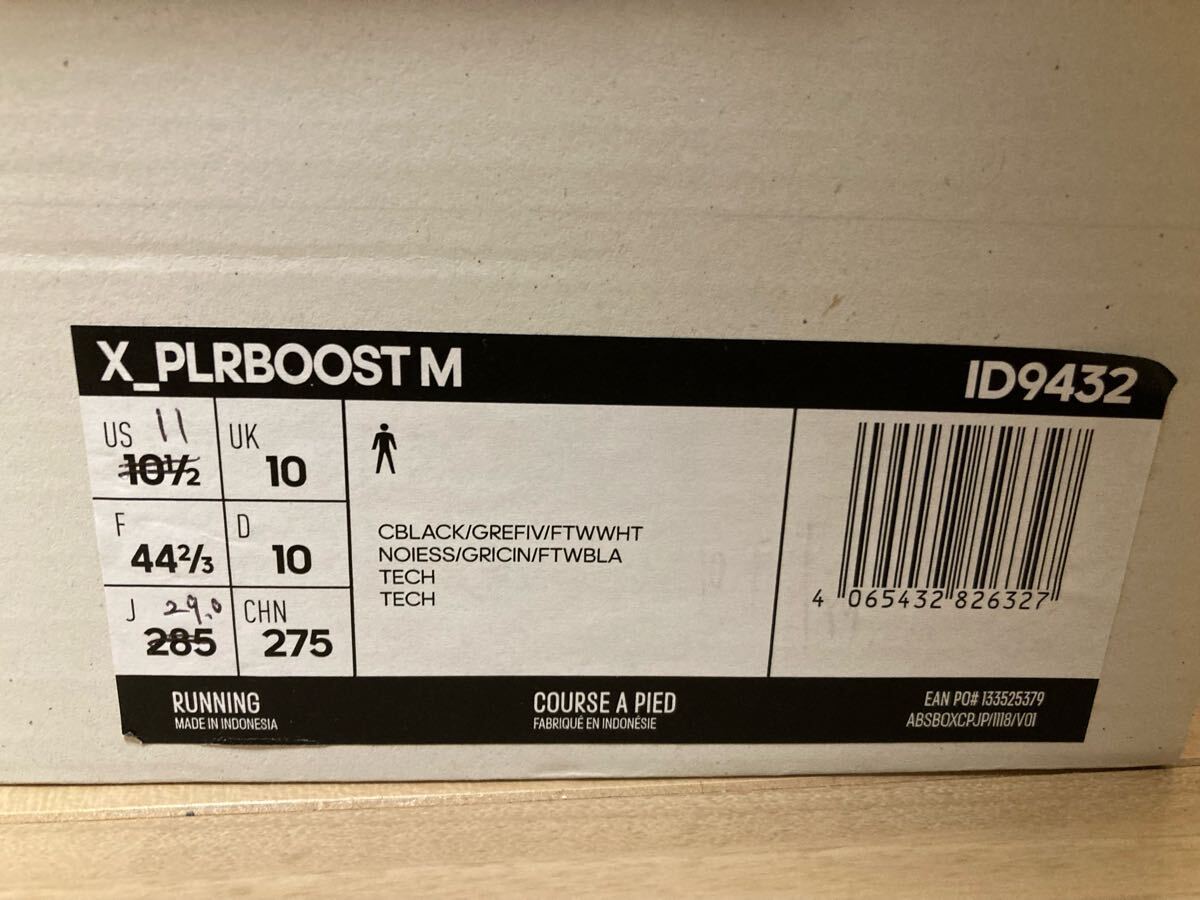 X_PLRBOOST M ID9432
US 11 UK
10½ 10
F D
44⅔ 10
J 29.0 CHN
285 275
CBLACK/GREFIV/FTWWHT
NOIESS/GRICIN/FTWBLA
TECH
TECH
4 065432 826327
RUNNING
MADE IN INDONESIA
COURSE A PIED
FABRIQUÉ EN INDONÉSIE
EAN PO# 133525379
ABSBOXCPJP/1118/V01